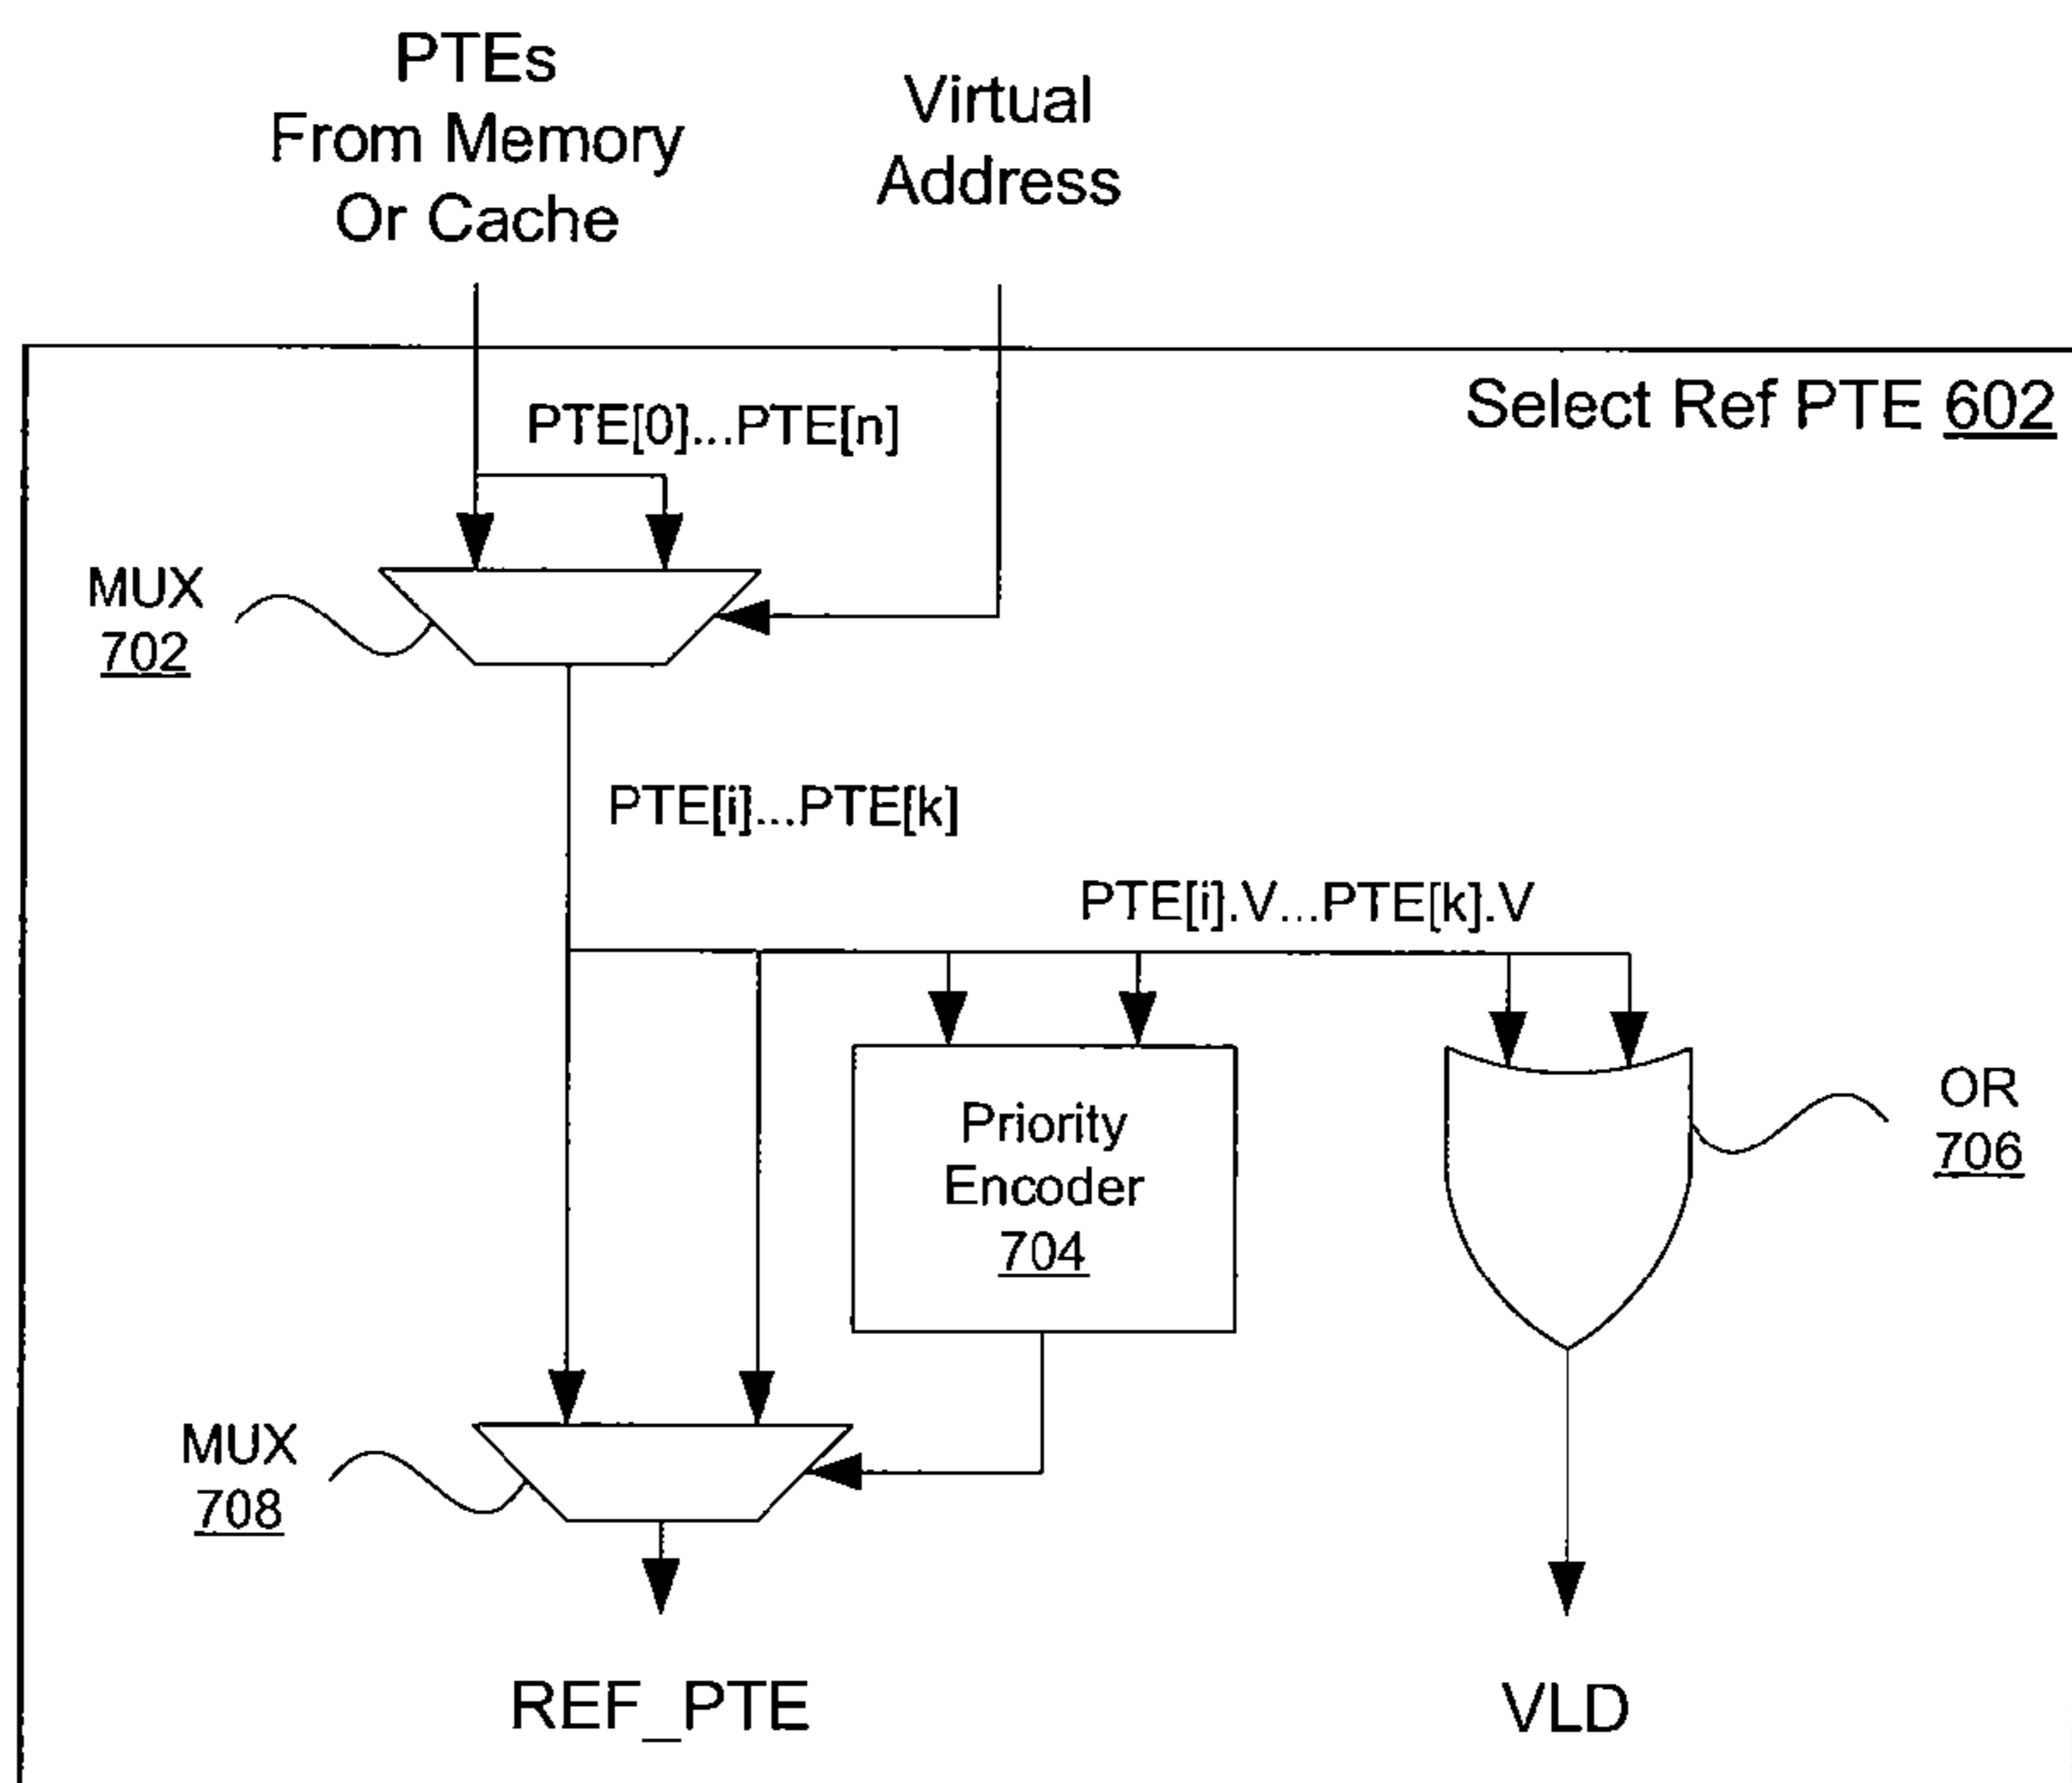 PTEs
From Memory
Or Cache
Virtual
Address
Select Ref PTE 602
PTE[0]...PTE[n]
MUX
702
PTE[i]...PTE[k]
PTE[i].V...PTE[k].V
Priority
Encoder
704
OR
706
MUX
708
REF_PTE
VLD